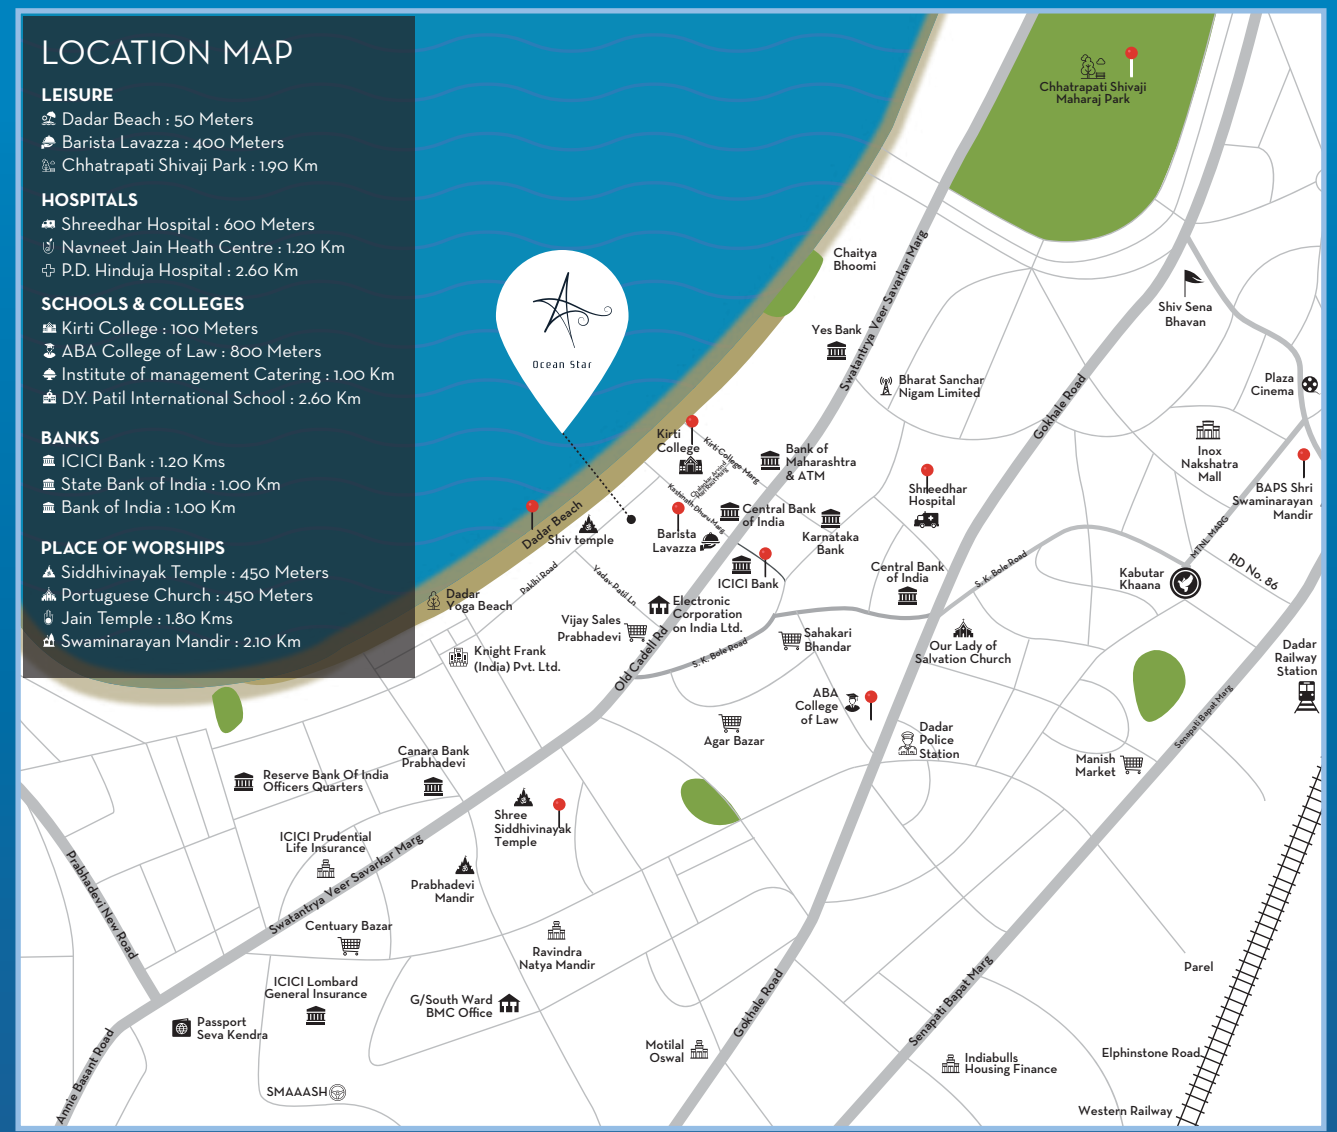 LOCATION MAP
LEISURE
Dadar Beach : 50 Meters
Barista Lavazza : 400 Meters
Chhatrapati Shivaji Park : 1.90 Km
HOSPITALS
Shreedhar Hospital : 600 Meters
Navneet Jain Heath Centre : 1.20 Km
P.D. Hinduja Hospital : 2.60 Km
SCHOOLS & COLLEGES
Kirti College : 100 Meters
ABA College of Law : 800 Meters
Institute of management Catering : 1.00 Km
D.Y. Patil International School : 2.60 Km
BANKS
ICICI Bank : 1.20 Kms
State Bank of India : 1.00 Km
Bank of India : 1.00 Km
PLACE OF WORSHIPS
Siddhivinayak Temple : 450 Meters
Portuguese Church : 450 Meters
Jain Temple : 1.80 Kms
Swaminarayan Mandir : 2.10 Km
Ocean Star
Chhatrapati Shivaji
Maharaj Park
Chaitya
Bhoomi
Swatantrya Veer Savarkar Marg
Yes Bank
Bharat Sanchar
Nigam Limited
Shiv Sena
Bhavan
Plaza
Cinema
Gokhale Road
Inox
Nakshatra
Mall
BAPS Shri
Swaminarayan
Mandir
Kirti
College
Kirti College Marg
Kashinath Dhuru Marg
Bank of
Maharashtra
& ATM
Shreedhar
Hospital
Central Bank
of India
Karnataka
Bank
Barista
Lavazza
ICICI Bank
Dadar Beach
Shiv temple
Pakhi Road
Yadav Patil Ln
Dadar
Yoga Beach
Central Bank
of India
S. K. Bole Road
MTNL MARG
RD No. 86
Kabutar
Khaana
Electronic
Corporation
on India Ltd.
Vijay Sales
Prabhadevi
Old Cadell Rd
S. K. Bole Road
Sahakari
Bhandar
Our Lady of
Salvation Church
Dadar
Railway
Station
Knight Frank
(India) Pvt. Ltd.
ABA
College
of Law
Agar Bazar
Dadar
Police
Station
Senapati Bapat Marg
Manish
Market
Canara Bank
Prabhadevi
Reserve Bank Of India
Officers Quarters
Shree
Siddhivinayak
Temple
ICICI Prudential
Life Insurance
Swatantrya Veer Savarkar Marg
Prabhadevi New Road
Prabhadevi
Mandir
Centuary Bazar
Ravindra
Natya Mandir
ICICI Lombard
General Insurance
G/South Ward
BMC Office
Passport
Seva Kendra
Annie Basant Road
SMAAASH
Gokhale Road
Motilal
Oswal
Senapati Bapat Marg
Indiabulls
Housing Finance
Parel
Elphinstone Road
Western Railway